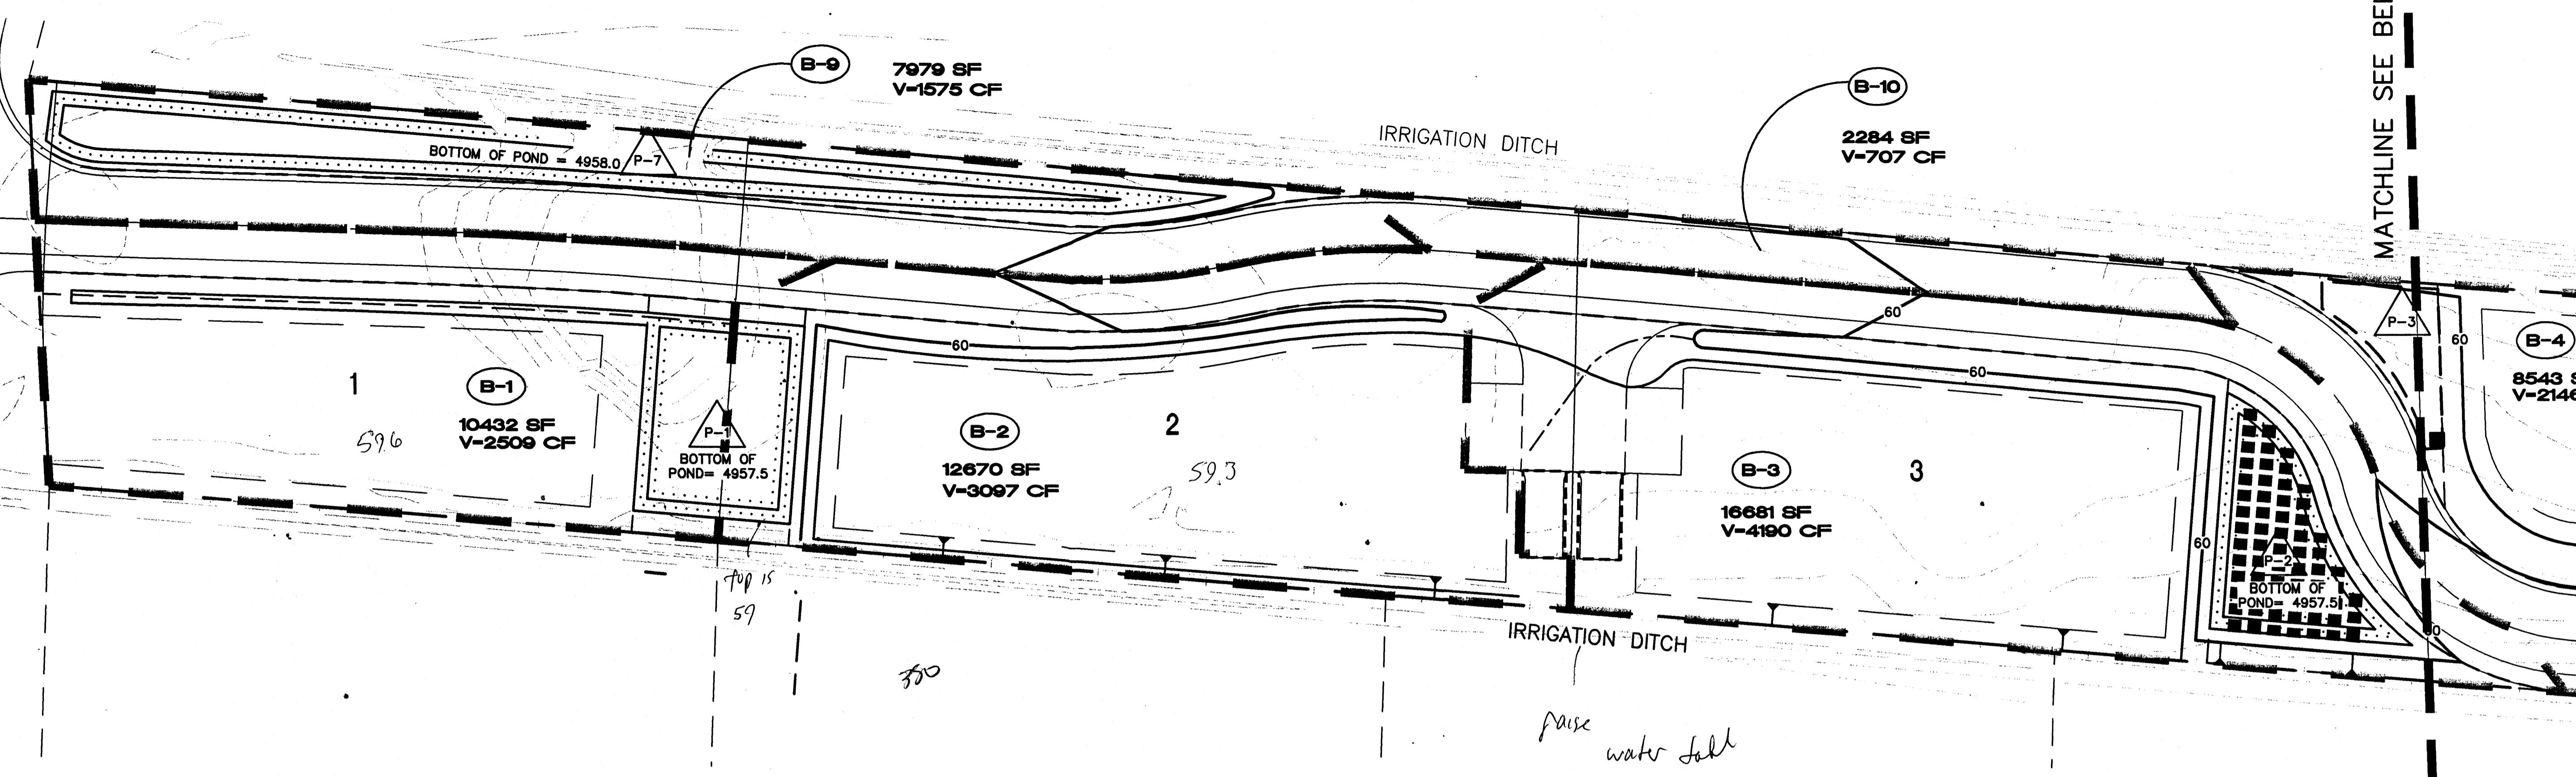 MATCHLINE SEE
B-9
7979 SF
V=1575 CF
B-10
2284 SF
V=707 CF
IRRIGATION DITCH
BOTTOM OF POND = 4958.0
P-7
60
60
60
60
60
60
P-3
B-4
8543
V=2146
1
B-1
10432 SF
V=2509 CF
59.6
P-1
BOTTOM OF
POND= 4957.5
B-2
12670 SF
V=3097 CF
2
59.3
B-3
16681 SF
V=4190 CF
3
P-2
BOTTOM OF
POND= 4957.5
top is
59
IRRIGATION DITCH
raise
water